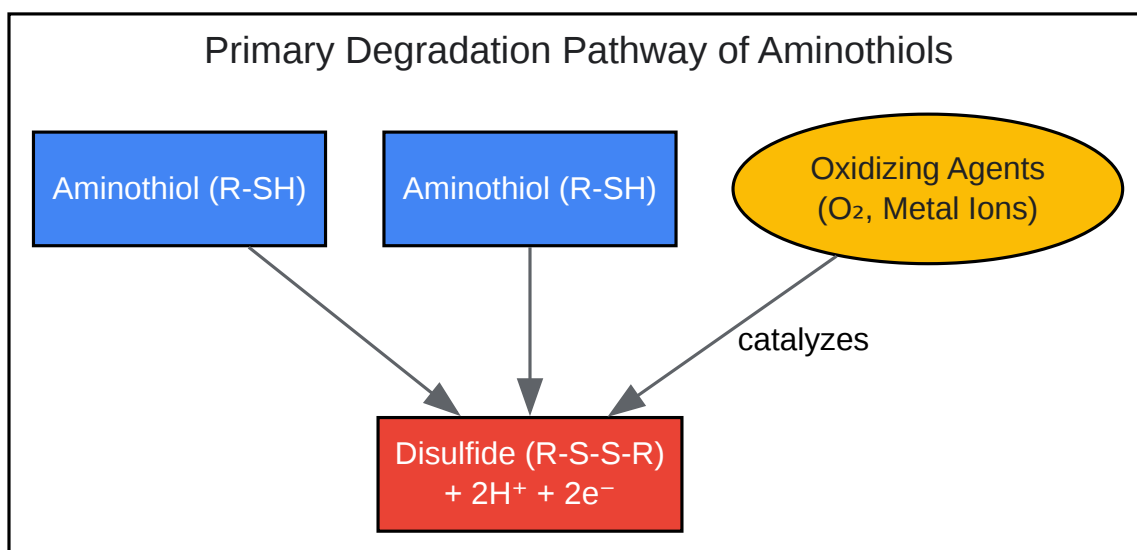 Primary Degradation Pathway of Aminothiols
Aminothiol (R-SH)
Aminothiol (R-SH)
Oxidizing Agents
(O₂, Metal Ions)
catalyzes
Disulfide (R-S-S-R)
+ 2H⁺ + 2e⁻